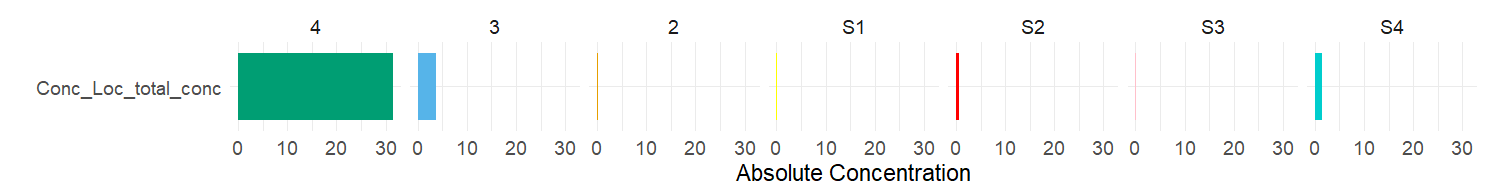 4 3 2 S1 S2 S3 S4
Conc_Loc_total_conc
0 10 20 30 0 10 20 30 0 10 20 30 0 10 20 30 0 10 20 30 0 10 20 30 0 10 20 30
Absolute Concentration